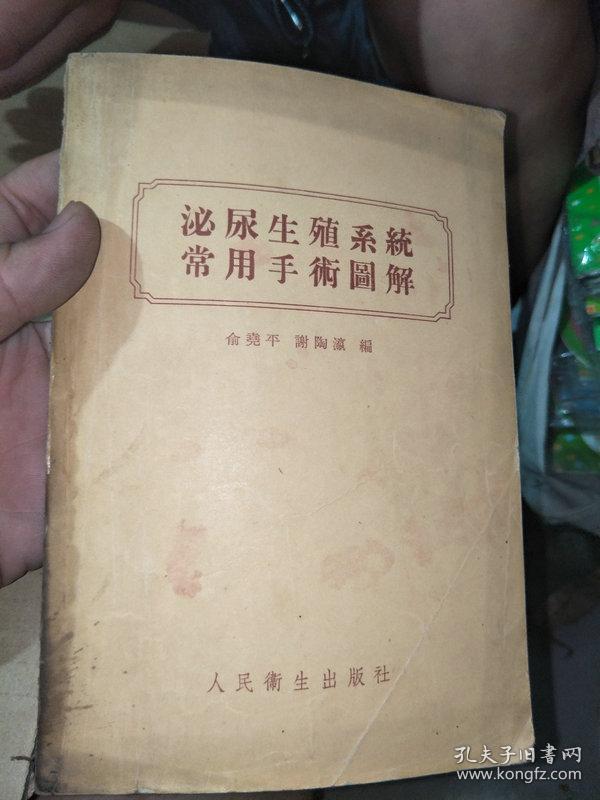 泌尿生殖系統
常用手術圖解
俞堯平 謝陶瀛 編
人民衛生出版社
孔夫子旧书网
www.kongfz.com